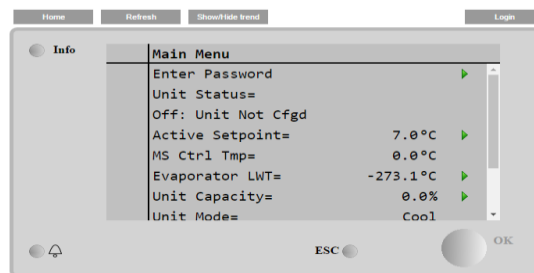 Home Refresh Show/Hide trend Login
Info
Main Menu
Enter Password
Unit Status=
Off: Unit Not Cfgd
Active Setpoint= 7.0°C
MS Ctrl Tmp= 0.0°C
Evaporator LWT= -273.1°C
Unit Capacity= 0.0%
Unit Mode= Cool
ESC OK